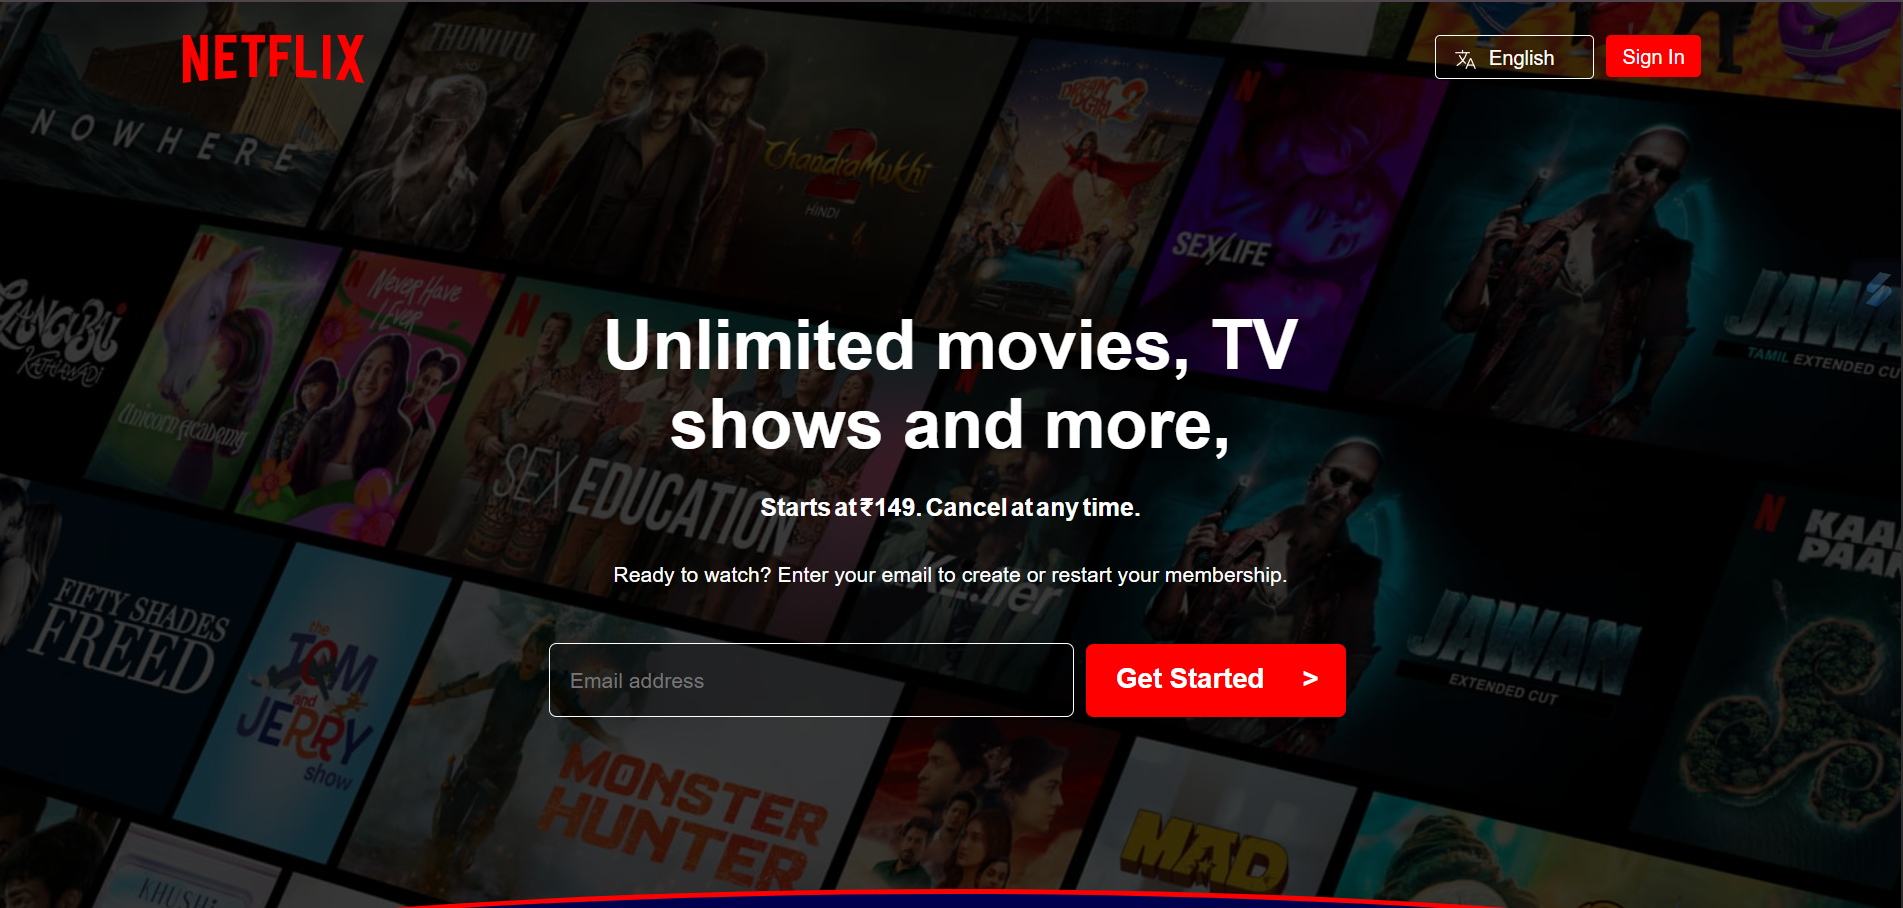 NETFLIX
English
Sign In
THUNIVU
HINDI
NOWHERE
ChandraMukhi
2
HINDI
DREAM
GIRL 2
N
SEX/LIFE
JAWAN
TAMIL EXTENDED CU
GANGUBAI
KATHIAWADI
N
Unicorn Academy
N
Never Have
I Ever
N
SEX EDUCATION
Unlimited movies, TV
shows and more,
Starts at ₹149. Cancel at any time.
Ready to watch? Enter your email to create or restart your membership.
Email address
Get Started >
N
JAWAN
EXTENDED CUT
N
KAA
PAAN
FIFTY SHADES
FREED
the
TOM
and
JERRY
show
MONSTER
HUNTER
MAD
KHUSHI